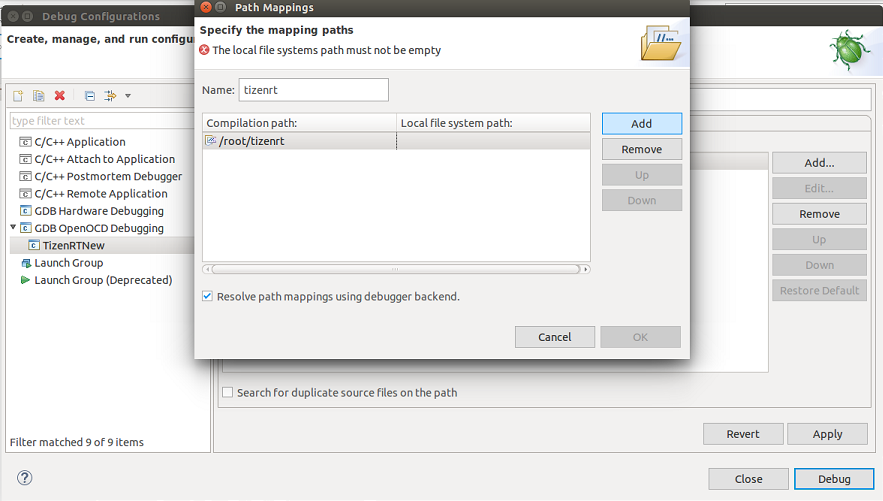 Debug Configurations
Path Mappings
Create, manage, and run configu
Specify the mapping paths
The local file systems path must not be empty
Name: tizenrt
type filter text
Compilation path: Local file system path:
/root/tizenrt
Add
Remove
Up
Down
C/C++ Application
C/C++ Attach to Application
C/C++ Postmortem Debugger
C/C++ Remote Application
GDB Hardware Debugging
GDB OpenOCD Debugging
TizenRTNew
Launch Group
Launch Group (Deprecated)
Add...
Edit...
Remove
Up
Down
Restore Default
Resolve path mappings using debugger backend.
Cancel OK
Search for duplicate source files on the path
Filter matched 9 of 9 items
Revert Apply
?
Close Debug